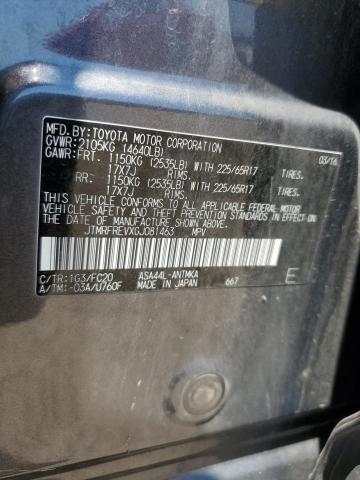 MFD. BY: TOYOTA MOTOR CORPORATION 03/16
GVWR: 2105KG (4640LB)
GAWR: FRT. 1150KG (2535LB) WITH 225/65R17 TIRES.
17X7J RIMS.
RR. 1150KG (2535LB) WITH 225/65R17 TIRES.
17X7J RIMS.
THIS VEHICLE CONFORMS TO ALL APPLICABLE FEDERAL MOTOR
VEHICLE SAFETY AND BUMPER STANDARDS IN EFFECT ON
THE DATE OF MANUFACTURE SHOWN ABOVE.
JTMRFREVXGJ081463 MPV
C/TR: 1G3/FC20 ASA44L-ANTMKA
A/TM: -03A/U760F MADE IN JAPAN 667 E